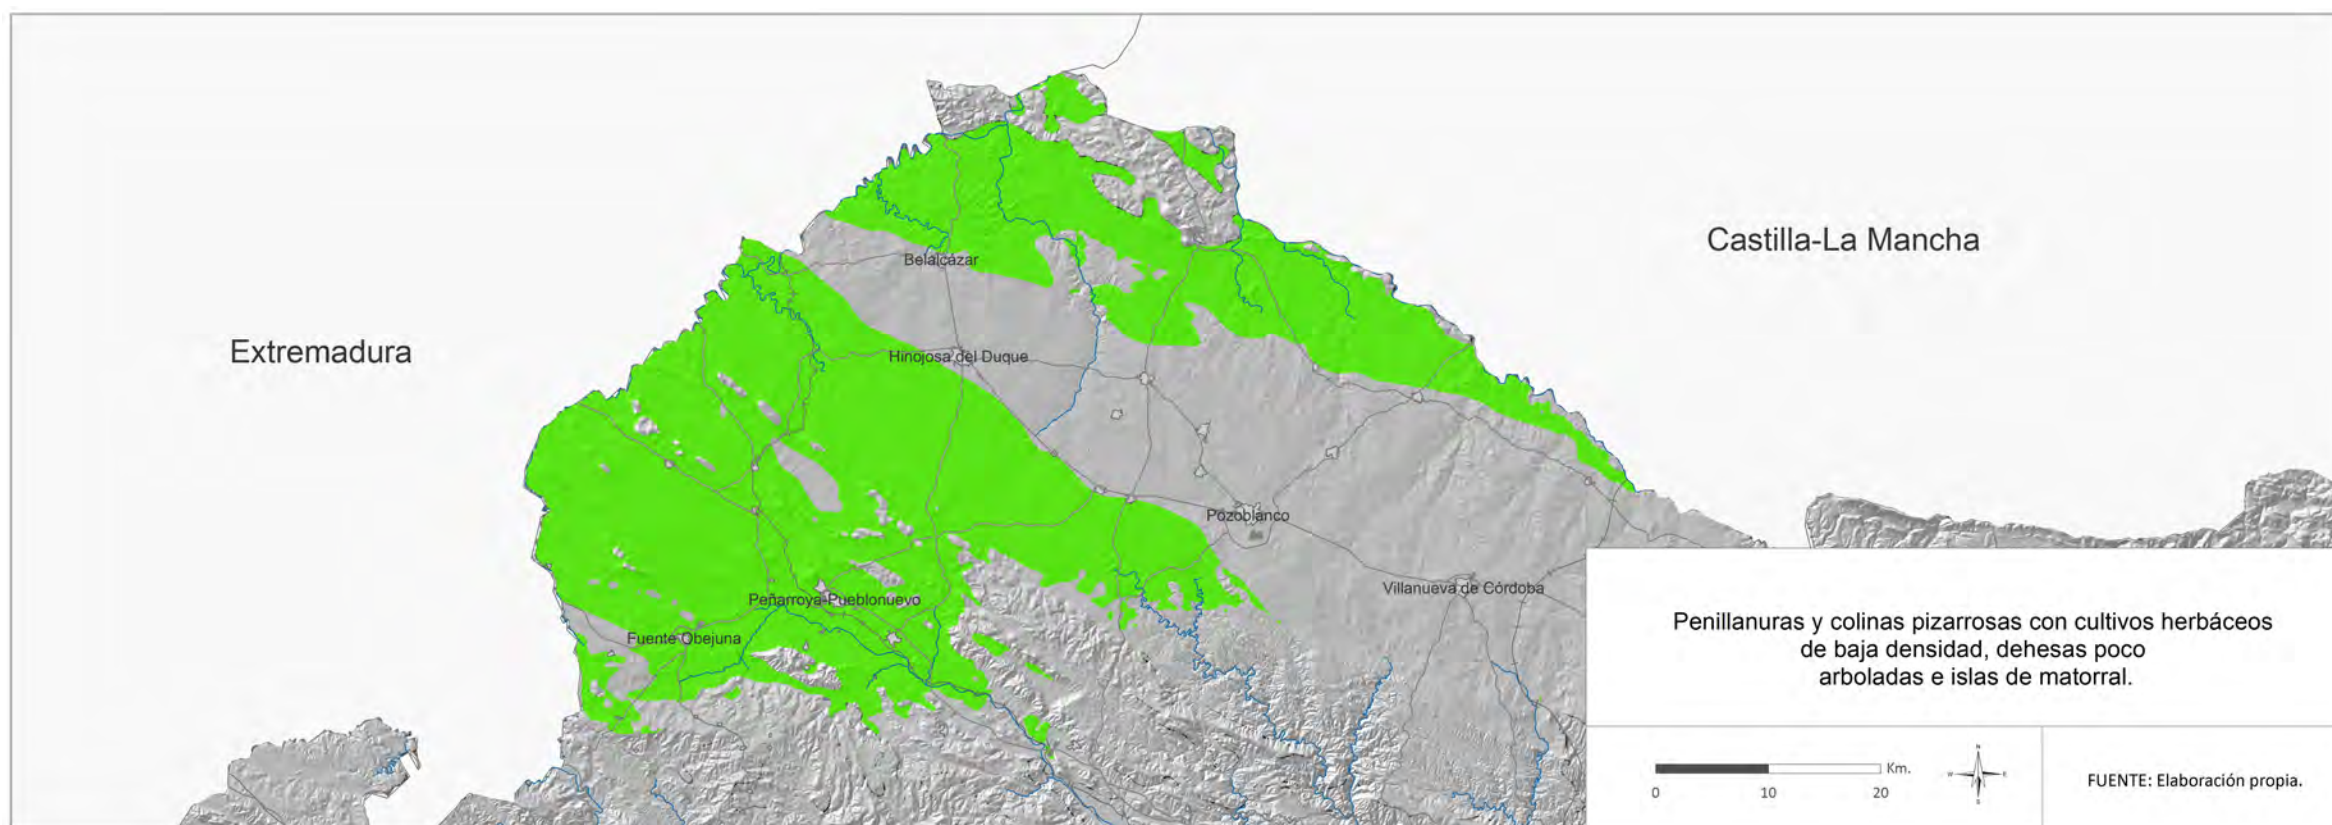 Castilla-La Mancha
Belalcázar
Extremadura
Hinojosa del Duque
Pozoblanco
Villanueva de Córdoba
Peñarroya-Pueblonuevo
Fuente Obejuna
Penillanuras y colinas pizarrosas con cultivos herbáceos
de baja densidad, dehesas poco
arboladas e islas de matorral.
Km.
0 10 20
N
W E
S
FUENTE: Elaboración propia.